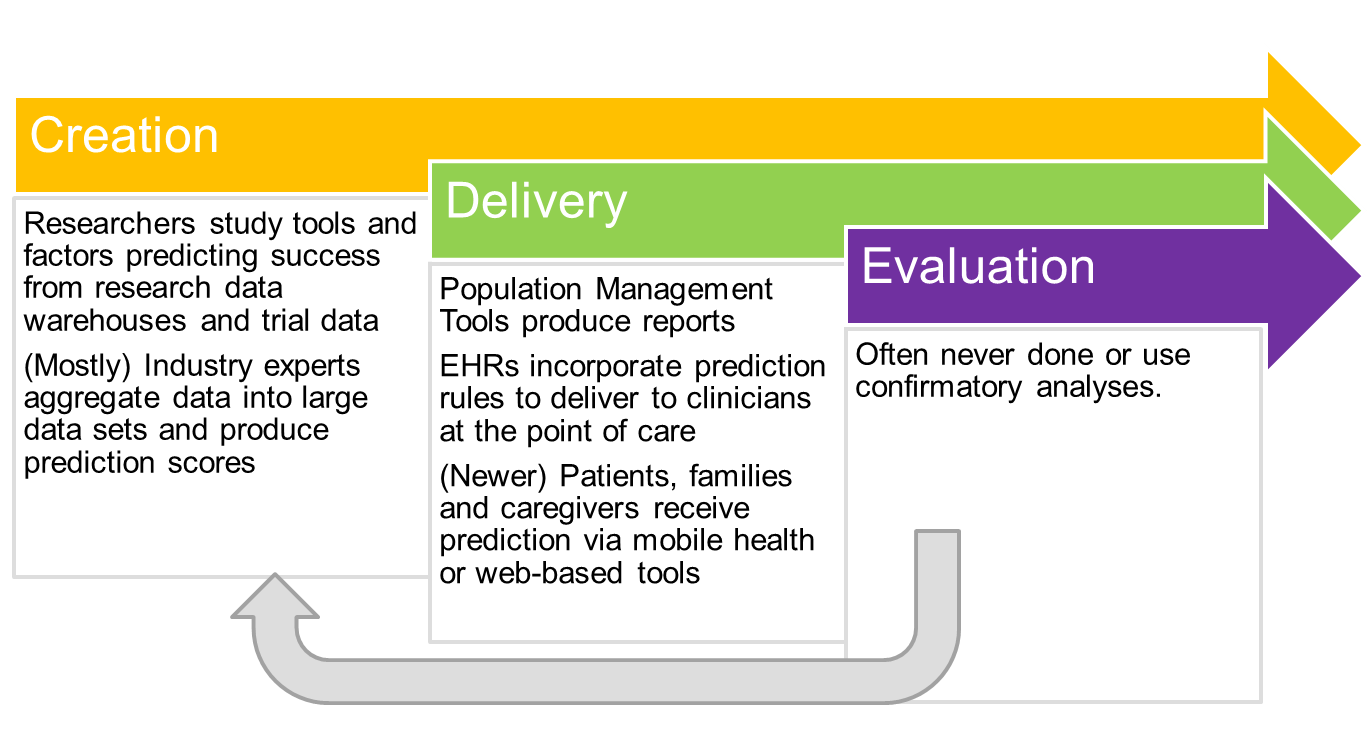 Creation
Researchers study tools and
factors predicting success
from research data
warehouses and trial data
(Mostly) Industry experts
aggregate data into large
data sets and produce
prediction scores
Delivery
Population Management
Tools produce reports
EHRs incorporate prediction
rules to deliver to clinicians
at the point of care
(Newer) Patients, families
and caregivers receive
prediction via mobile health
or web-based tools
Evaluation
Often never done or use
confirmatory analyses.